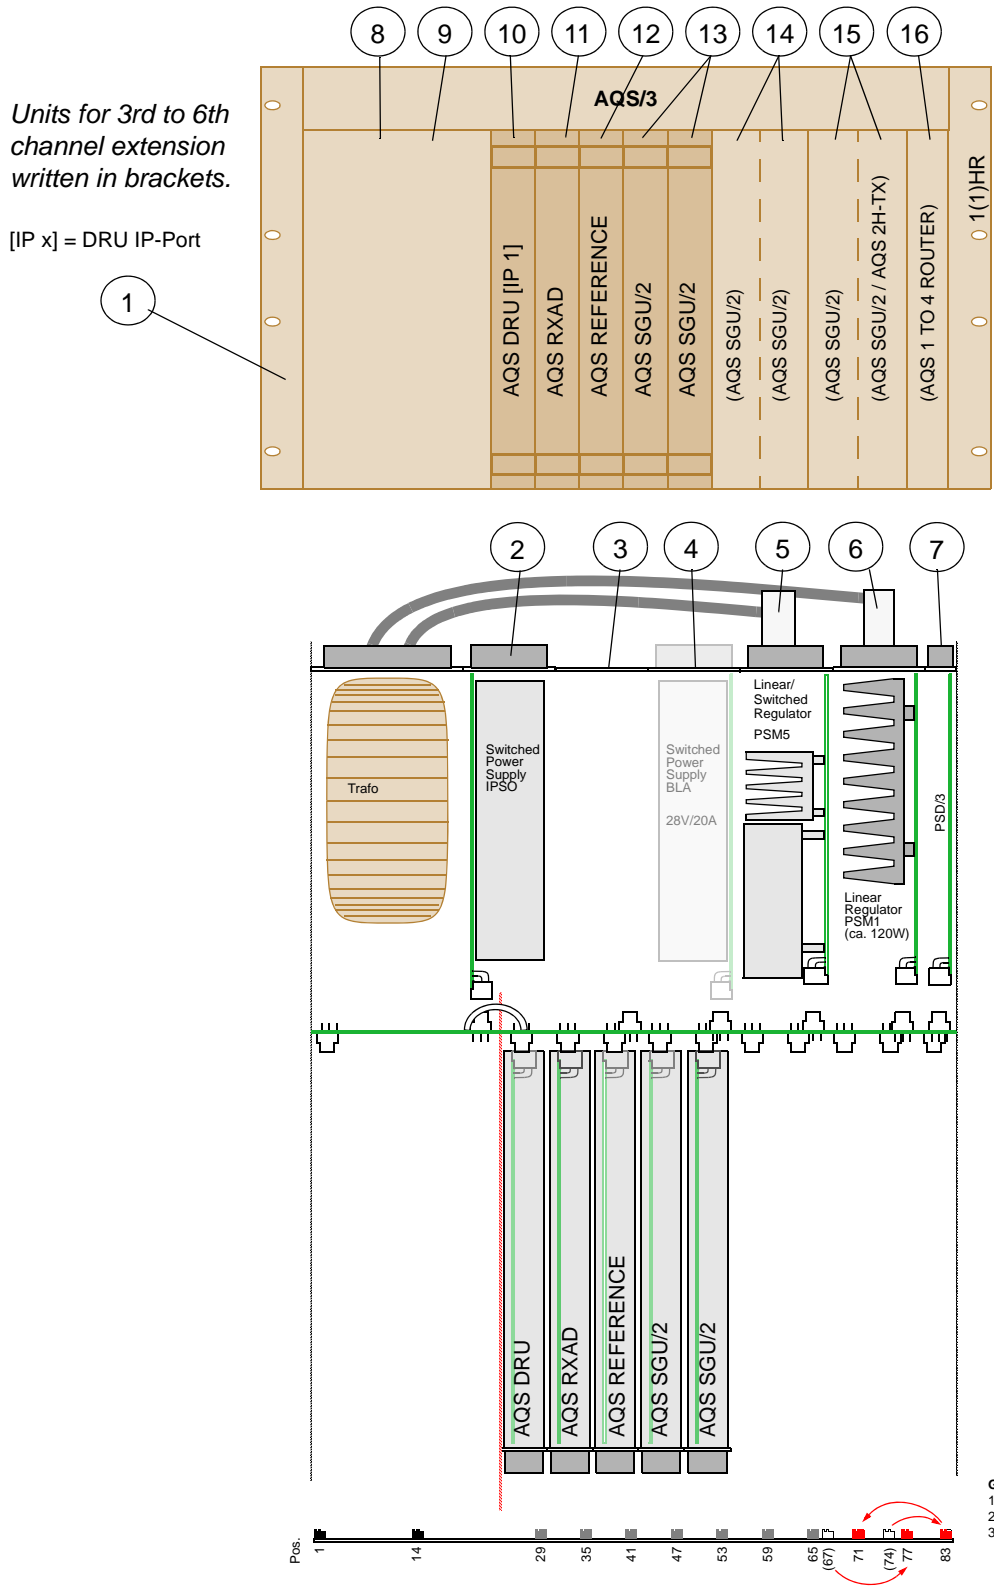 8 9 10 11 12 13 14 15 16
AQS/3
Units for 3rd to 6th
channel extension
written in brackets.
[IP x] = DRU IP-Port
1
AQS DRU [IP 1]
AQS RXAD
AQS REFERENCE
AQS SGU/2
AQS SGU/2
(AQS SGU/2)
(AQS SGU/2)
(AQS SGU/2)
(AQS SGU/2 / AQS 2H-TX)
(AQS 1 TO 4 ROUTER)
1(1)HR
2 3 4 5 6 7
Trafo
Switched
Power
Supply
IPSO
Switched
Power
Supply
BLA
28V/20A
Linear/
Switched
Regulator
PSM5
Linear
Regulator
PSM1
(ca. 120W)
PSD/3
AQS DRU
AQS RXAD
AQS REFERENCE
AQS SGU/2
AQS SGU/2
Pos.
1 14 29 35 41 47 53 59 65 (67) 71 (74) 77 83
1
2
3